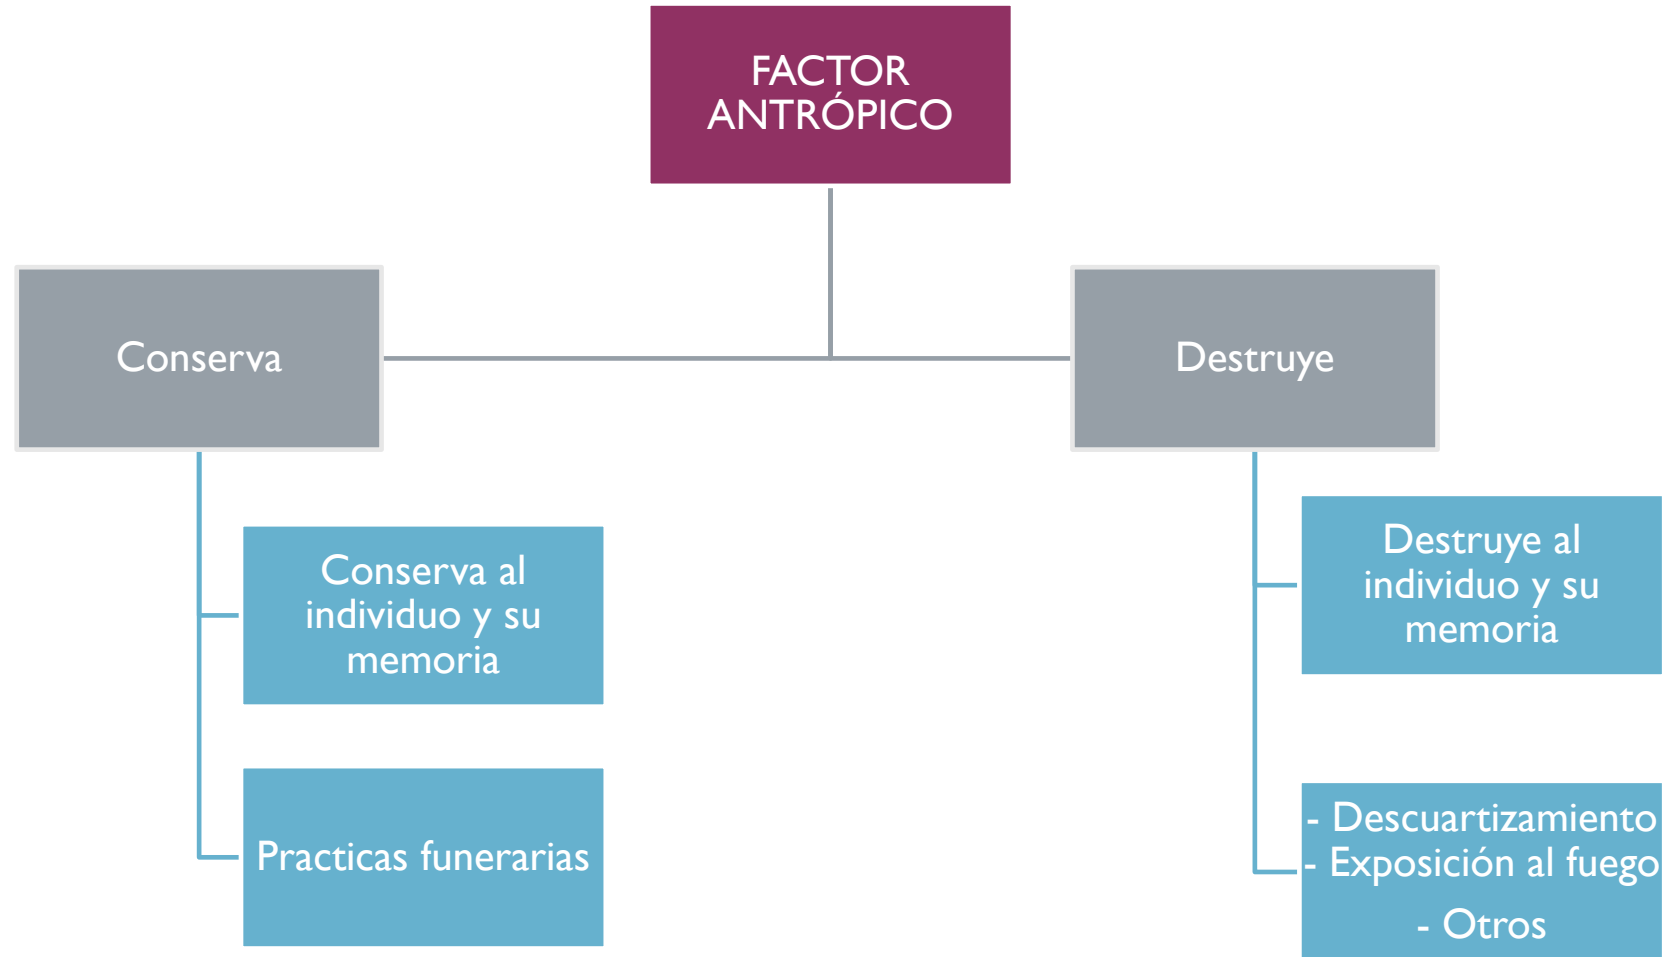 FACTOR
ANTRÓPICO
Conserva
Destruye
Conserva al
individuo y su
memoria
Practicas funerarias
Destruye al
individuo y su
memoria
- Descuartizamiento
- Exposición al fuego
- Otros